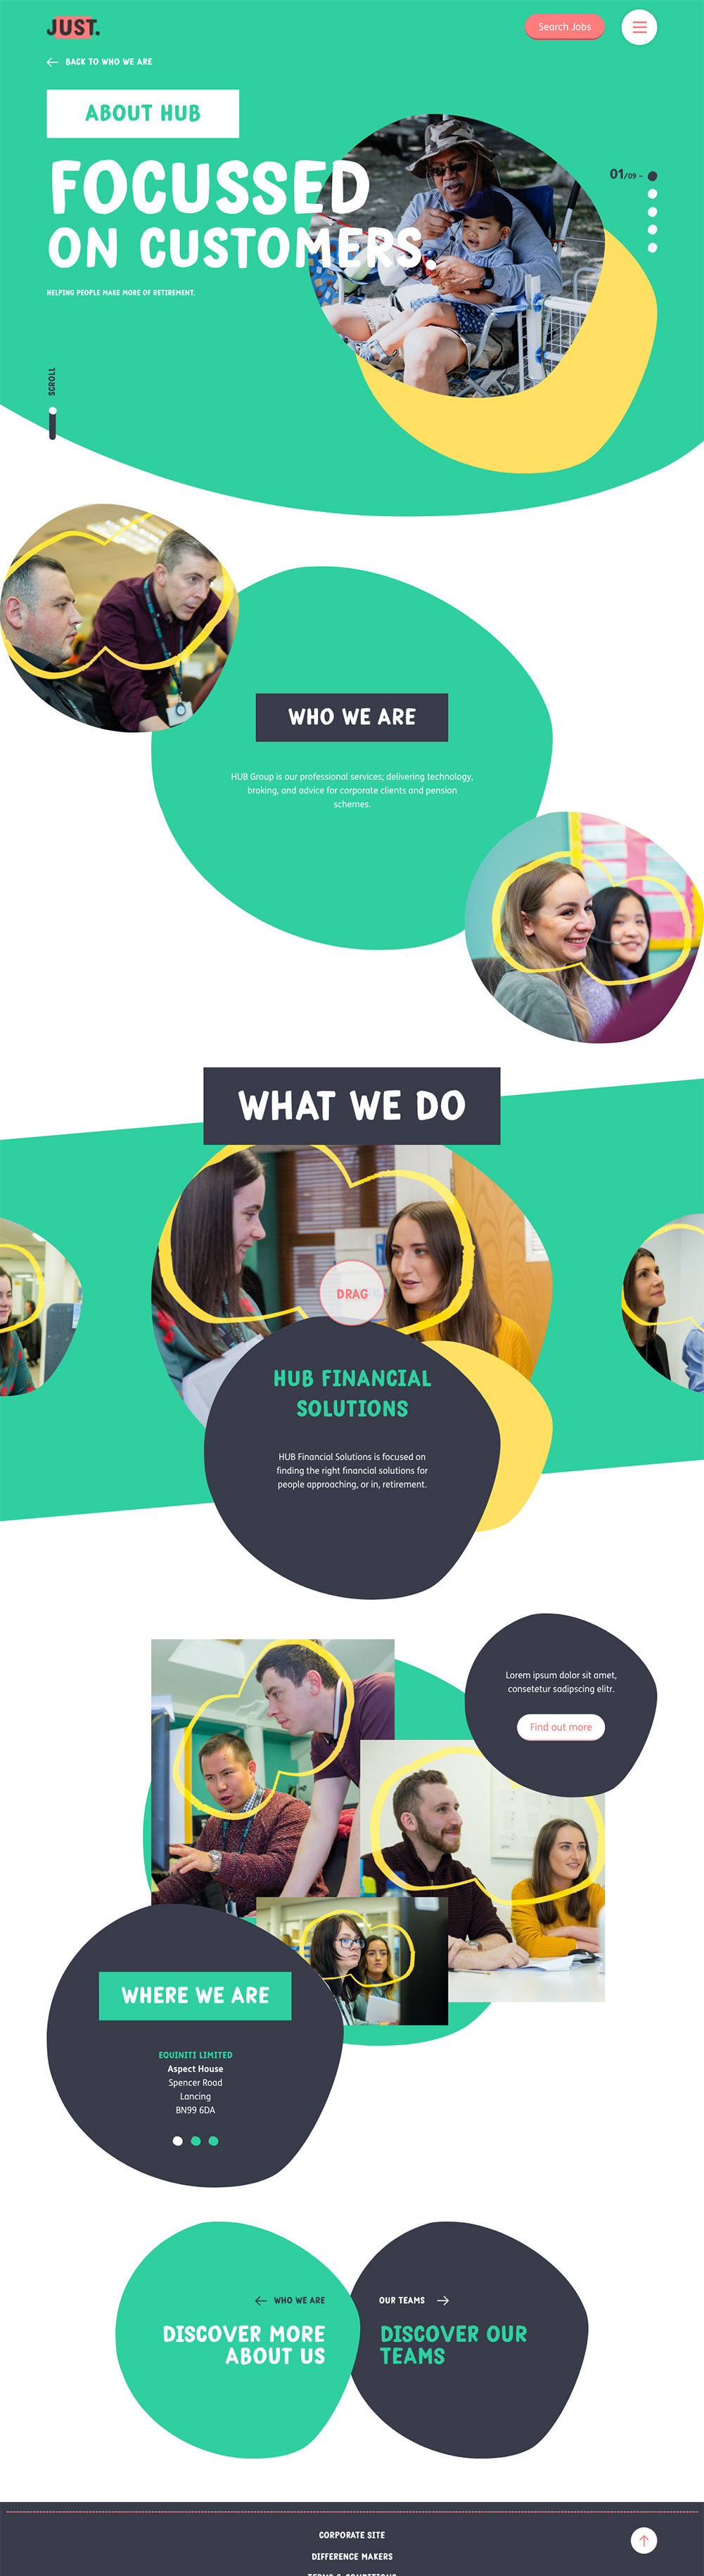 JUST.
Search Jobs
BACK TO WHO WE ARE
ABOUT HUB
FOCUSSED
ON CUSTOMERS.
01/09 –
HELPING PEOPLE MAKE MORE OF RETIREMENT.
SCROLL
WHO WE ARE
HUB Group is our professional services; delivering technology,
broking, and advice for corporate clients and pension
schemes.
WHAT WE DO
DRAG
HUB FINANCIAL
SOLUTIONS
HUB Financial Solutions is focused on
finding the right financial solutions for
people approaching, or in, retirement.
Lorem ipsum dolor sit amet,
consetetur sadipscing elitr.
Find out more
WHERE WE ARE
EQUINITI LIMITED
Aspect House
Spencer Road
Lancing
BN99 6DA
WHO WE ARE
DISCOVER MORE
ABOUT US
OUR TEAMS
DISCOVER OUR
TEAMS
CORPORATE SITE
DIFFERENCE MAKERS
TERMS & CONDITIONS